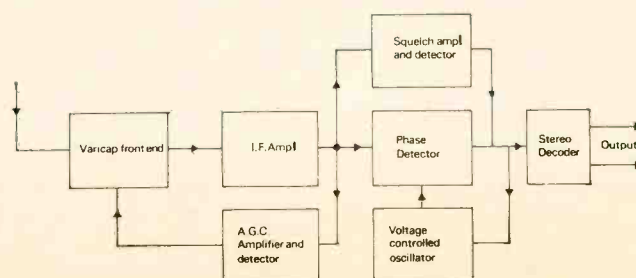 Squelch ampl
and detector
Varicap front end
I.F. Ampl
Phase
Detector
Stereo
Decoder
Output
A.G.C.
Amplifier and
detector
Voltage
controlled
oscillator